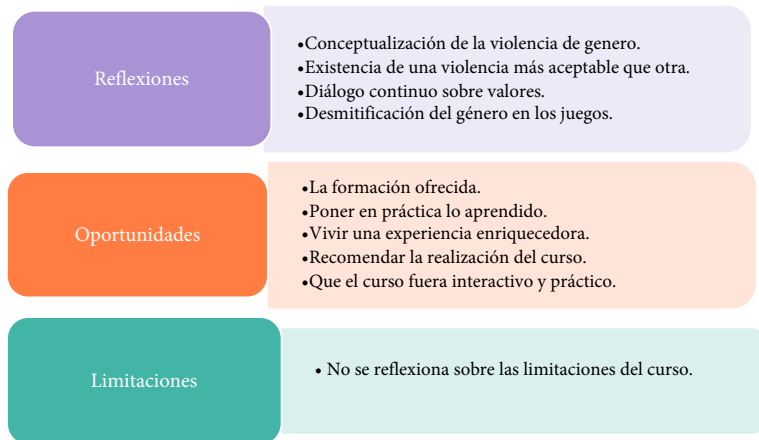 Reflexiones
•Conceptualización de la violencia de genero.
•Existencia de una violencia más aceptable que otra.
•Diálogo continuo sobre valores.
•Desmitificación del género en los juegos.
Oportunidades
•La formación ofrecida.
•Poner en práctica lo aprendido.
•Vivir una experiencia enriquecedora.
•Recomendar la realización del curso.
•Que el curso fuera interactivo y práctico.
Limitaciones
• No se reflexiona sobre las limitaciones del curso.